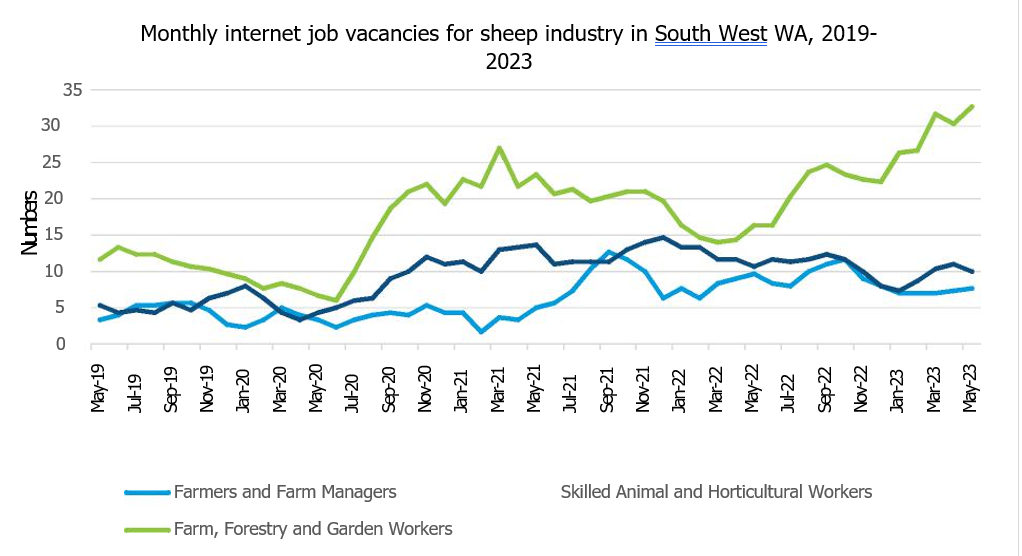 Monthly internet job vacancies for sheep industry in South West WA, 2019-
2023
Numbers
35
30
25
20
15
10
5
0
May-19
Jul-19
Sep-19
Nov-19
Jan-20
Mar-20
May-20
Jul-20
Sep-20
Nov-20
Jan-21
Mar-21
May-21
Jul-21
Sep-21
Nov-21
Jan-22
Mar-22
May-22
Jul-22
Sep-22
Nov-22
Jan-23
Mar-23
May-23
Farmers and Farm Managers
Skilled Animal and Horticultural Workers
Farm, Forestry and Garden Workers